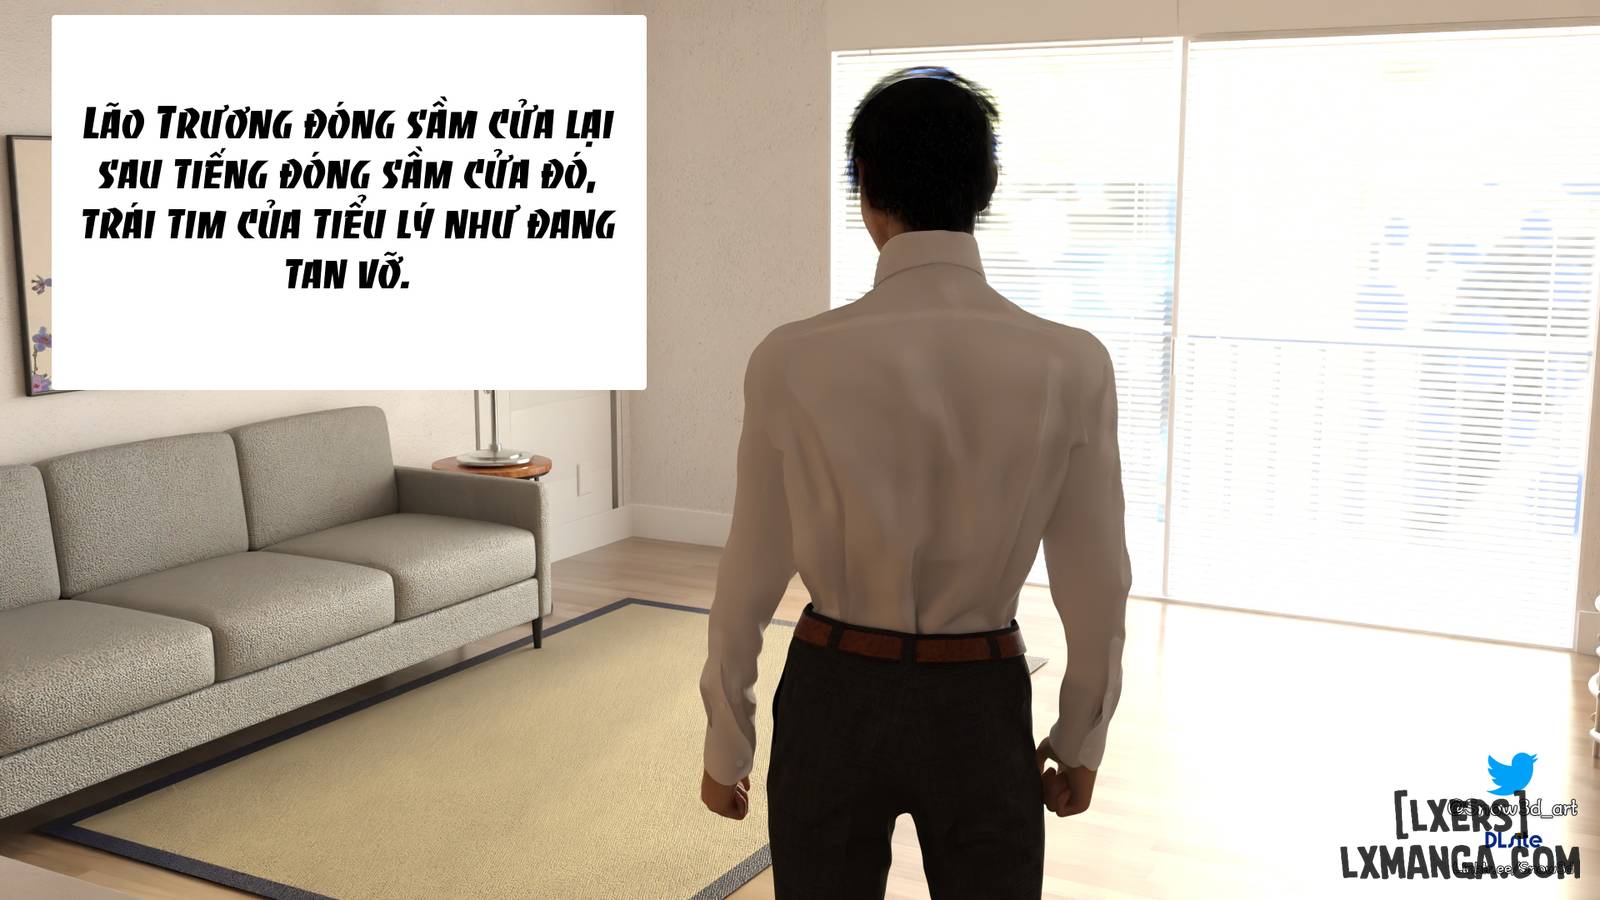 Lão Trương đóng sầm cửa lại
sau tiếng đóng sầm cửa đó,
trái tim của tiểu lý như đang
tan vỡ.
@Snow3d_art
[LXERS]
DLsite
LXMANGA.COM